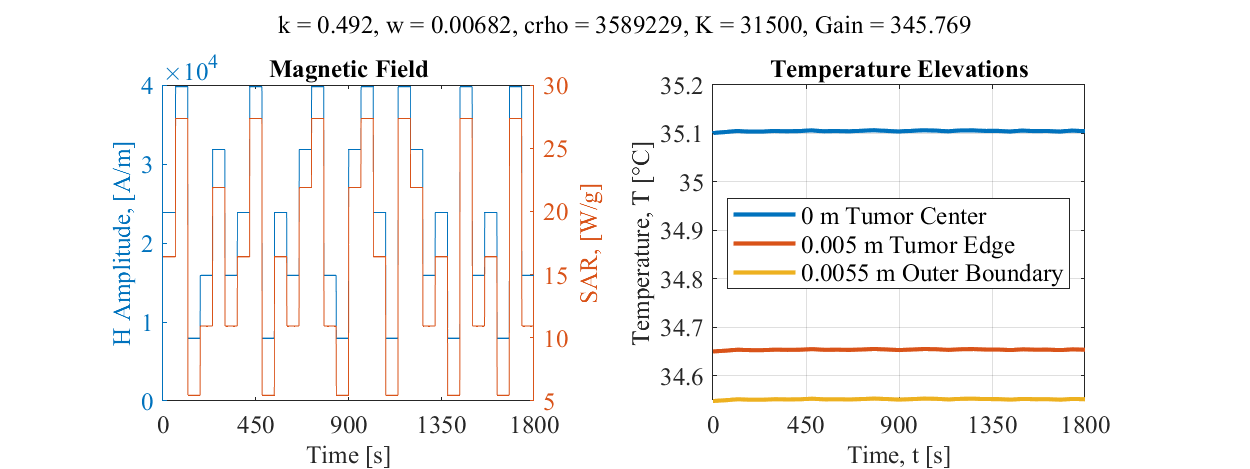 k = 0.492, w = 0.00682, crho = 3589229, K = 31500, Gain = 345.769
×10⁴
Magnetic Field
4
3
2
1
0
H Amplitude, [A/m]
30
25
20
15
10
5
SAR, [W/g]
0
450
900
1350
1800
Time [s]
Temperature Elevations
35.2
35.1
35
34.9
34.8
34.7
34.6
Temperature, T [°C]
0 m Tumor Center
0.005 m Tumor Edge
0.0055 m Outer Boundary
0
450
900
1350
1800
Time, t [s]